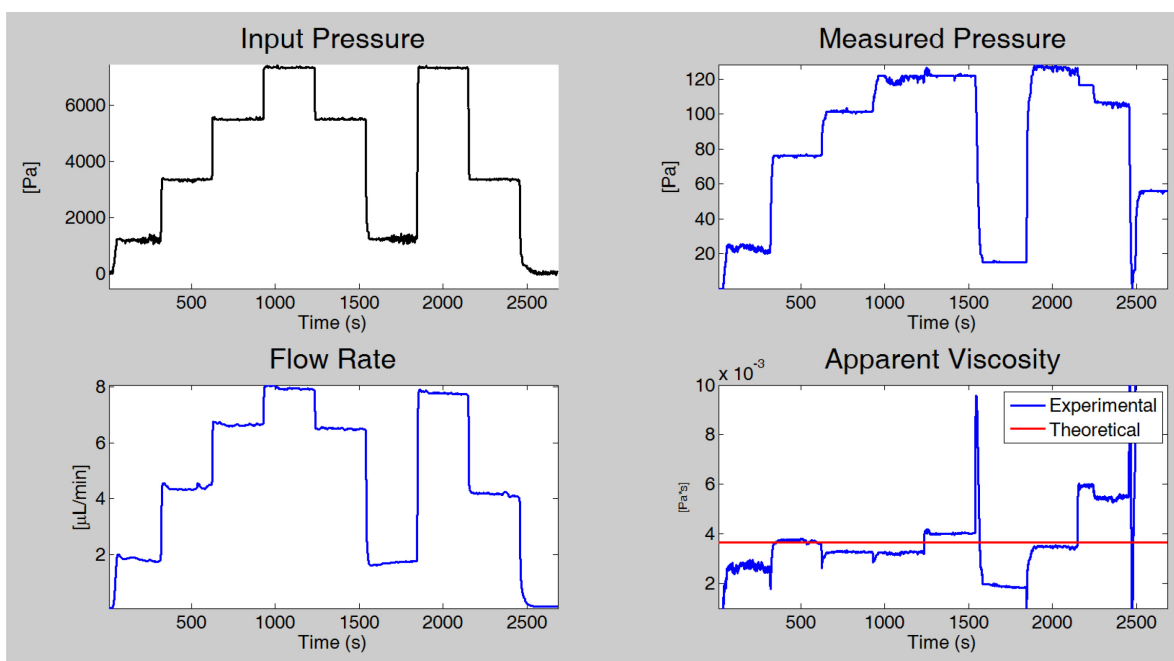 Input Pressure
[Pa]
6000
4000
2000
0
500 1000 1500 2000 2500
Time (s)
Measured Pressure
[Pa]
120
100
80
60
40
20
500 1000 1500 2000 2500
Time (s)
Flow Rate
[µL/min]
8
6
4
2
500 1000 1500 2000 2500
Time (s)
Apparent Viscosity
x 10⁻³
[Pa*s]
10
8
6
4
2
Experimental
Theoretical
500 1000 1500 2000 2500
Time (s)